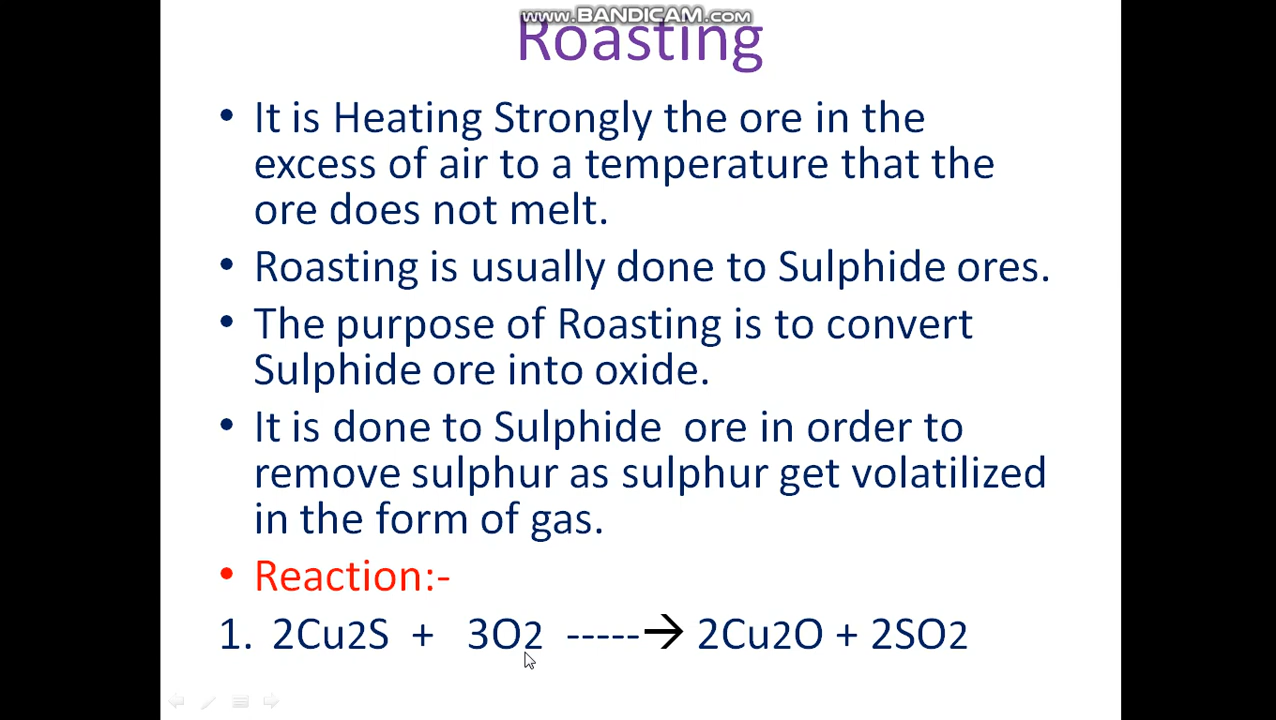 www.BANDICAM.com
Roasting
• It is Heating Strongly the ore in the
excess of air to a temperature that the
ore does not melt.
• Roasting is usually done to Sulphide ores.
• The purpose of Roasting is to convert
Sulphide ore into oxide.
• It is done to Sulphide ore in order to
remove sulphur as sulphur get volatilized
in the form of gas.
• Reaction:-
1. 2Cu2S + 3O2 -----→ 2Cu2O + 2SO2